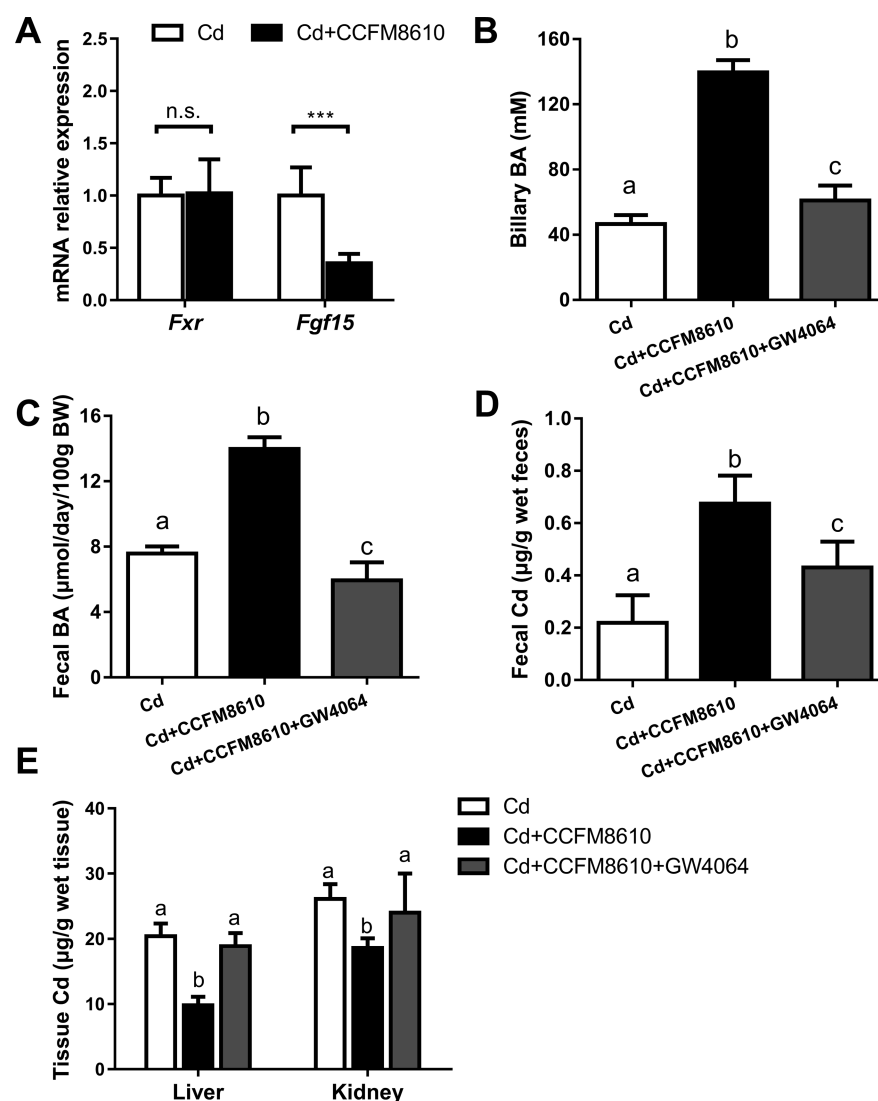 A
Cd
Cd+CCFM8610
mRNA relative expression
2.5
2.0
1.5
1.0
0.5
0.0
n.s.
***
Fxr
Fgf15
B
Billary BA (mM)
160
120
80
40
0
a
b
c
Cd
Cd+CCFM8610
Cd+CCFM8610+GW4064
C
Fecal BA (μmol/day/100g BW)
16
12
8
4
0
a
b
c
Cd
Cd+CCFM8610
Cd+CCFM8610+GW4064
D
Fecal Cd (μg/g wet feces)
1.0
0.8
0.6
0.4
0.2
0.0
a
b
c
Cd
Cd+CCFM8610
Cd+CCFM8610+GW4064
E
Tissue Cd (μg/g wet tissue)
40
30
20
10
0
a
b
a
a
b
a
Liver
Kidney
Cd
Cd+CCFM8610
Cd+CCFM8610+GW4064